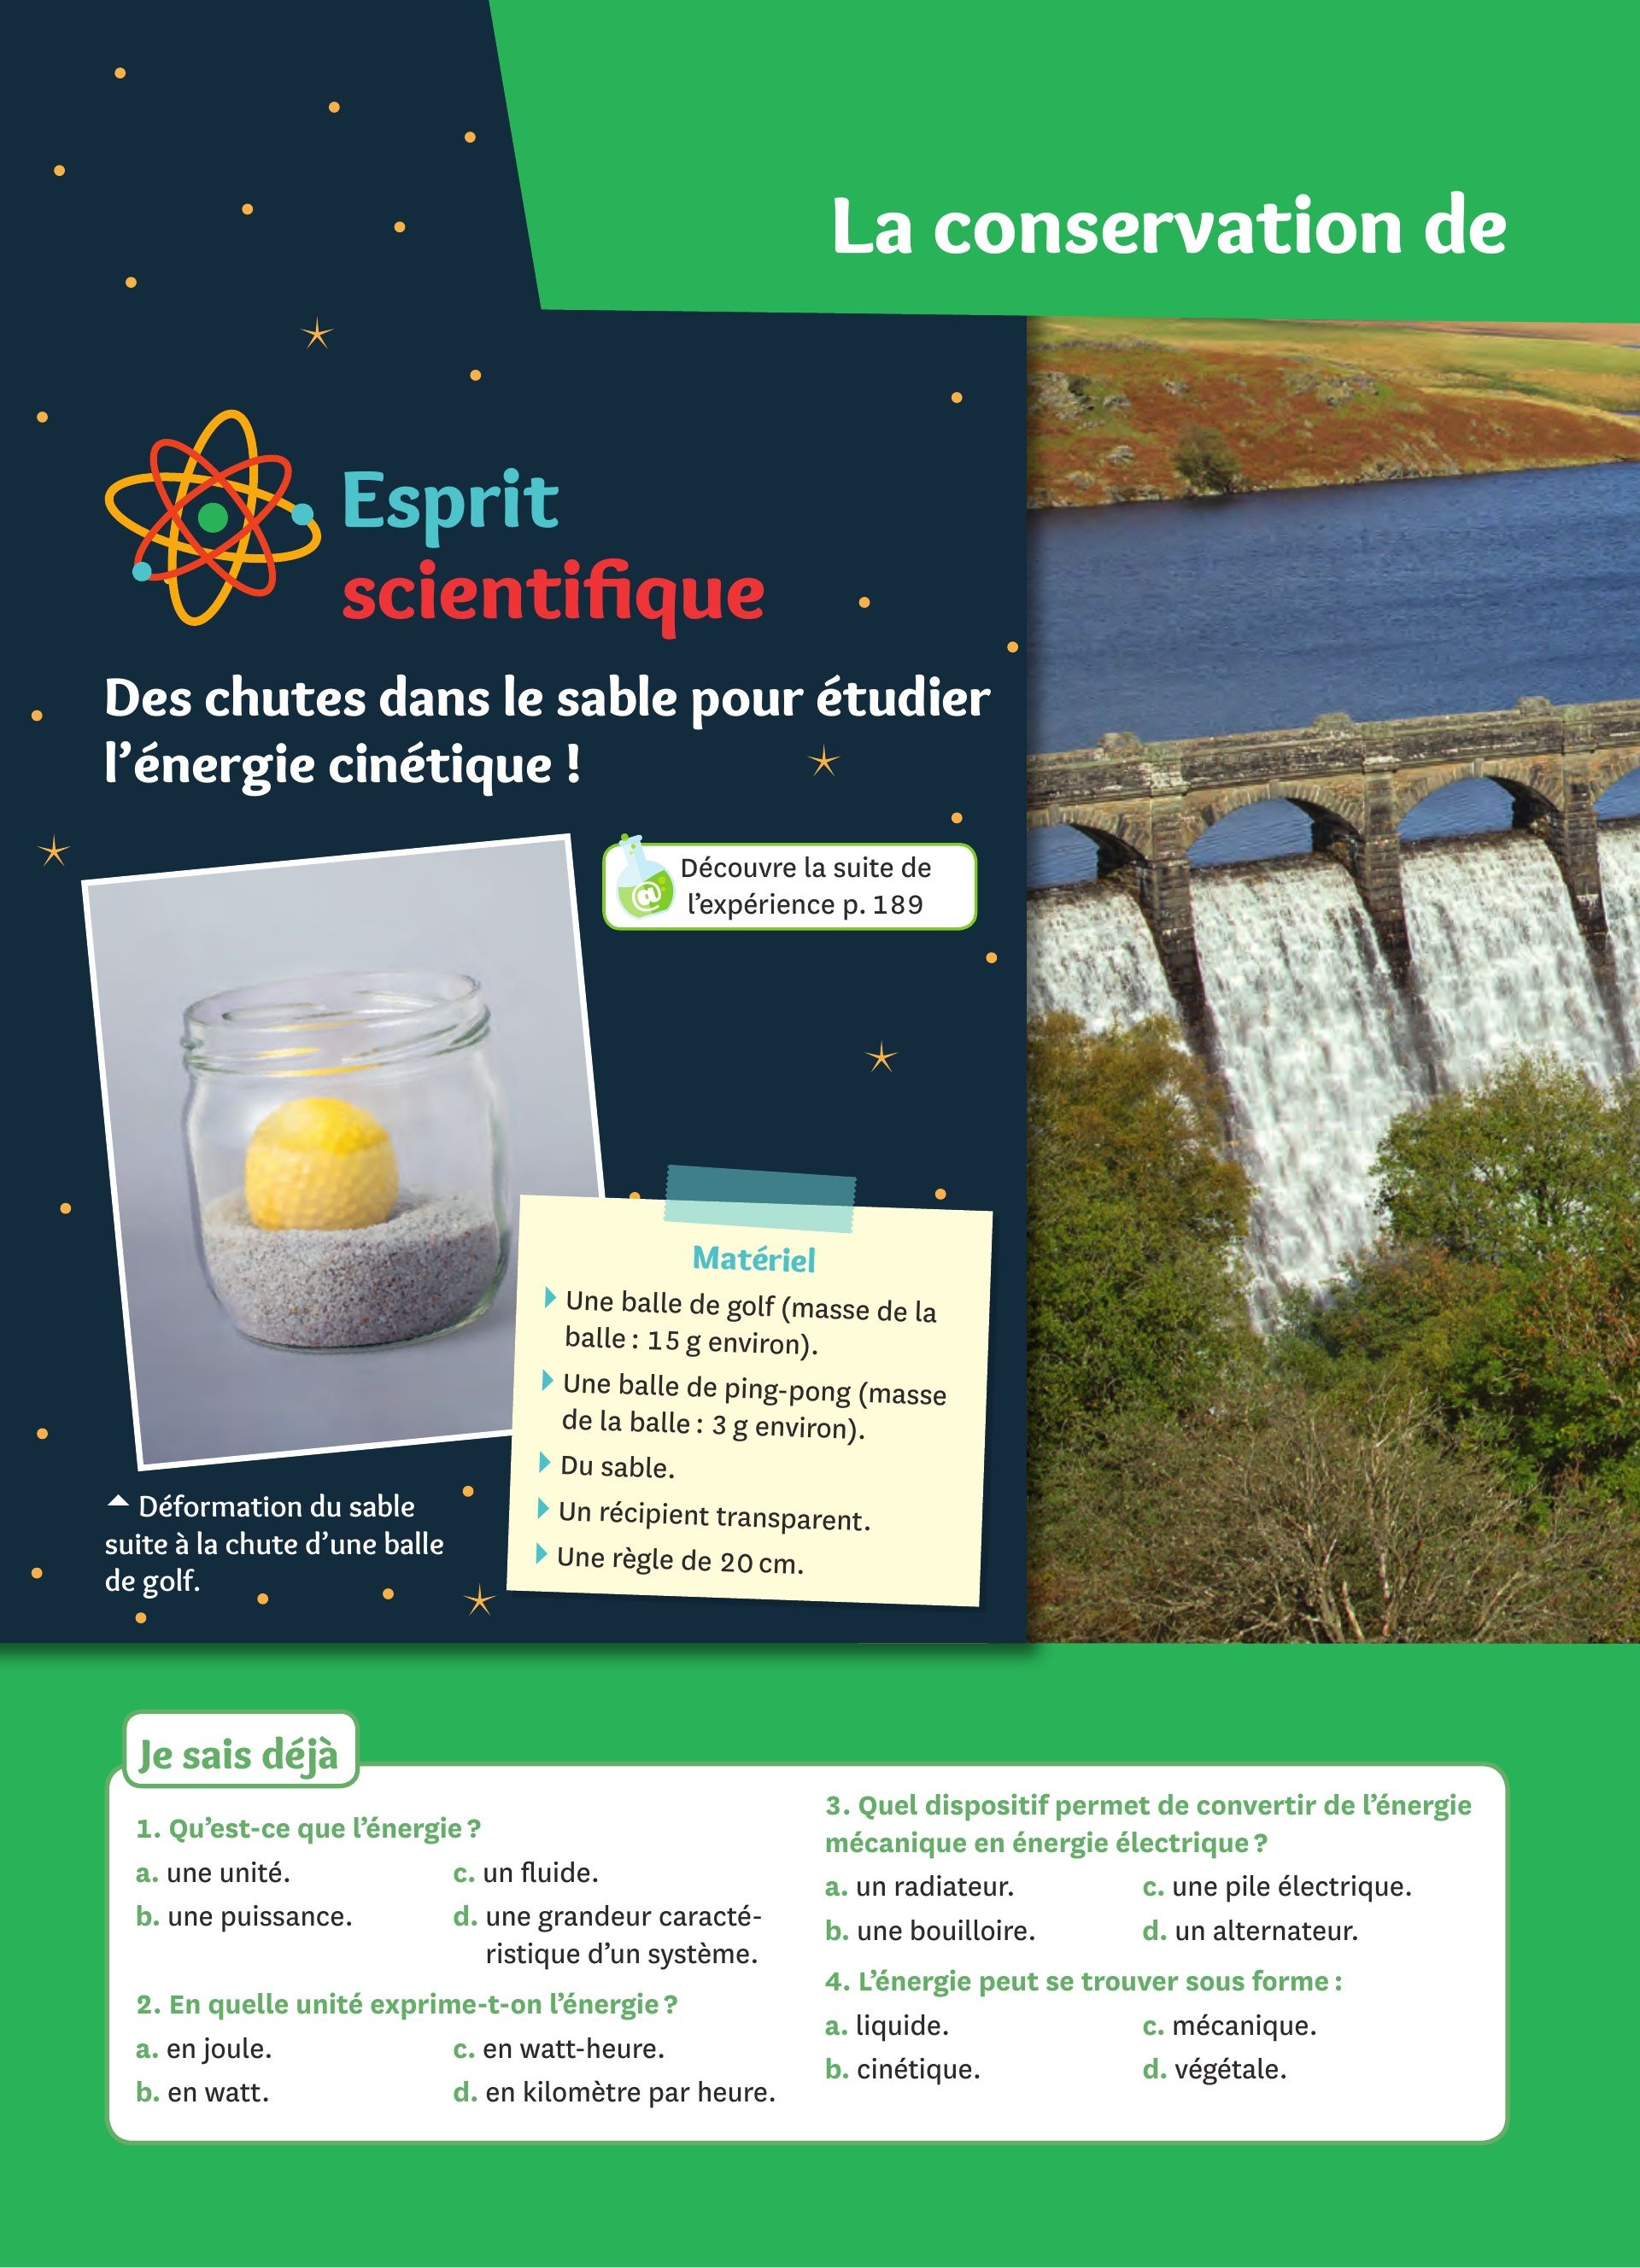 La conservation de
Esprit
scientifique
Des chutes dans le sable pour étudier
l'énergie cinétique !
Découvre la suite de
l'expérience p. 189
Matériel
Une balle de golf (masse de la
balle : 15 g environ).
Une balle de ping-pong (masse
de la balle : 3 g environ).
Du sable.
Un récipient transparent.
Une règle de 20 cm.
Déformation du sable
suite à la chute d'une balle
de golf.
Je sais déjà
1. Qu'est-ce que l'énergie ?
a. une unité.
b. une puissance.
c. un fluide.
d. une grandeur caracté-
ristique d'un système.
2. En quelle unité exprime-t-on l'énergie ?
a. en joule.
b. en watt.
c. en watt-heure.
d. en kilomètre par heure.
3. Quel dispositif permet de convertir de l'énergie
mécanique en énergie électrique ?
a. un radiateur.
b. une bouilloire.
c. une pile électrique.
d. un alternateur.
4. L'énergie peut se trouver sous forme :
a. liquide.
b. cinétique.
c. mécanique.
d. végétale.